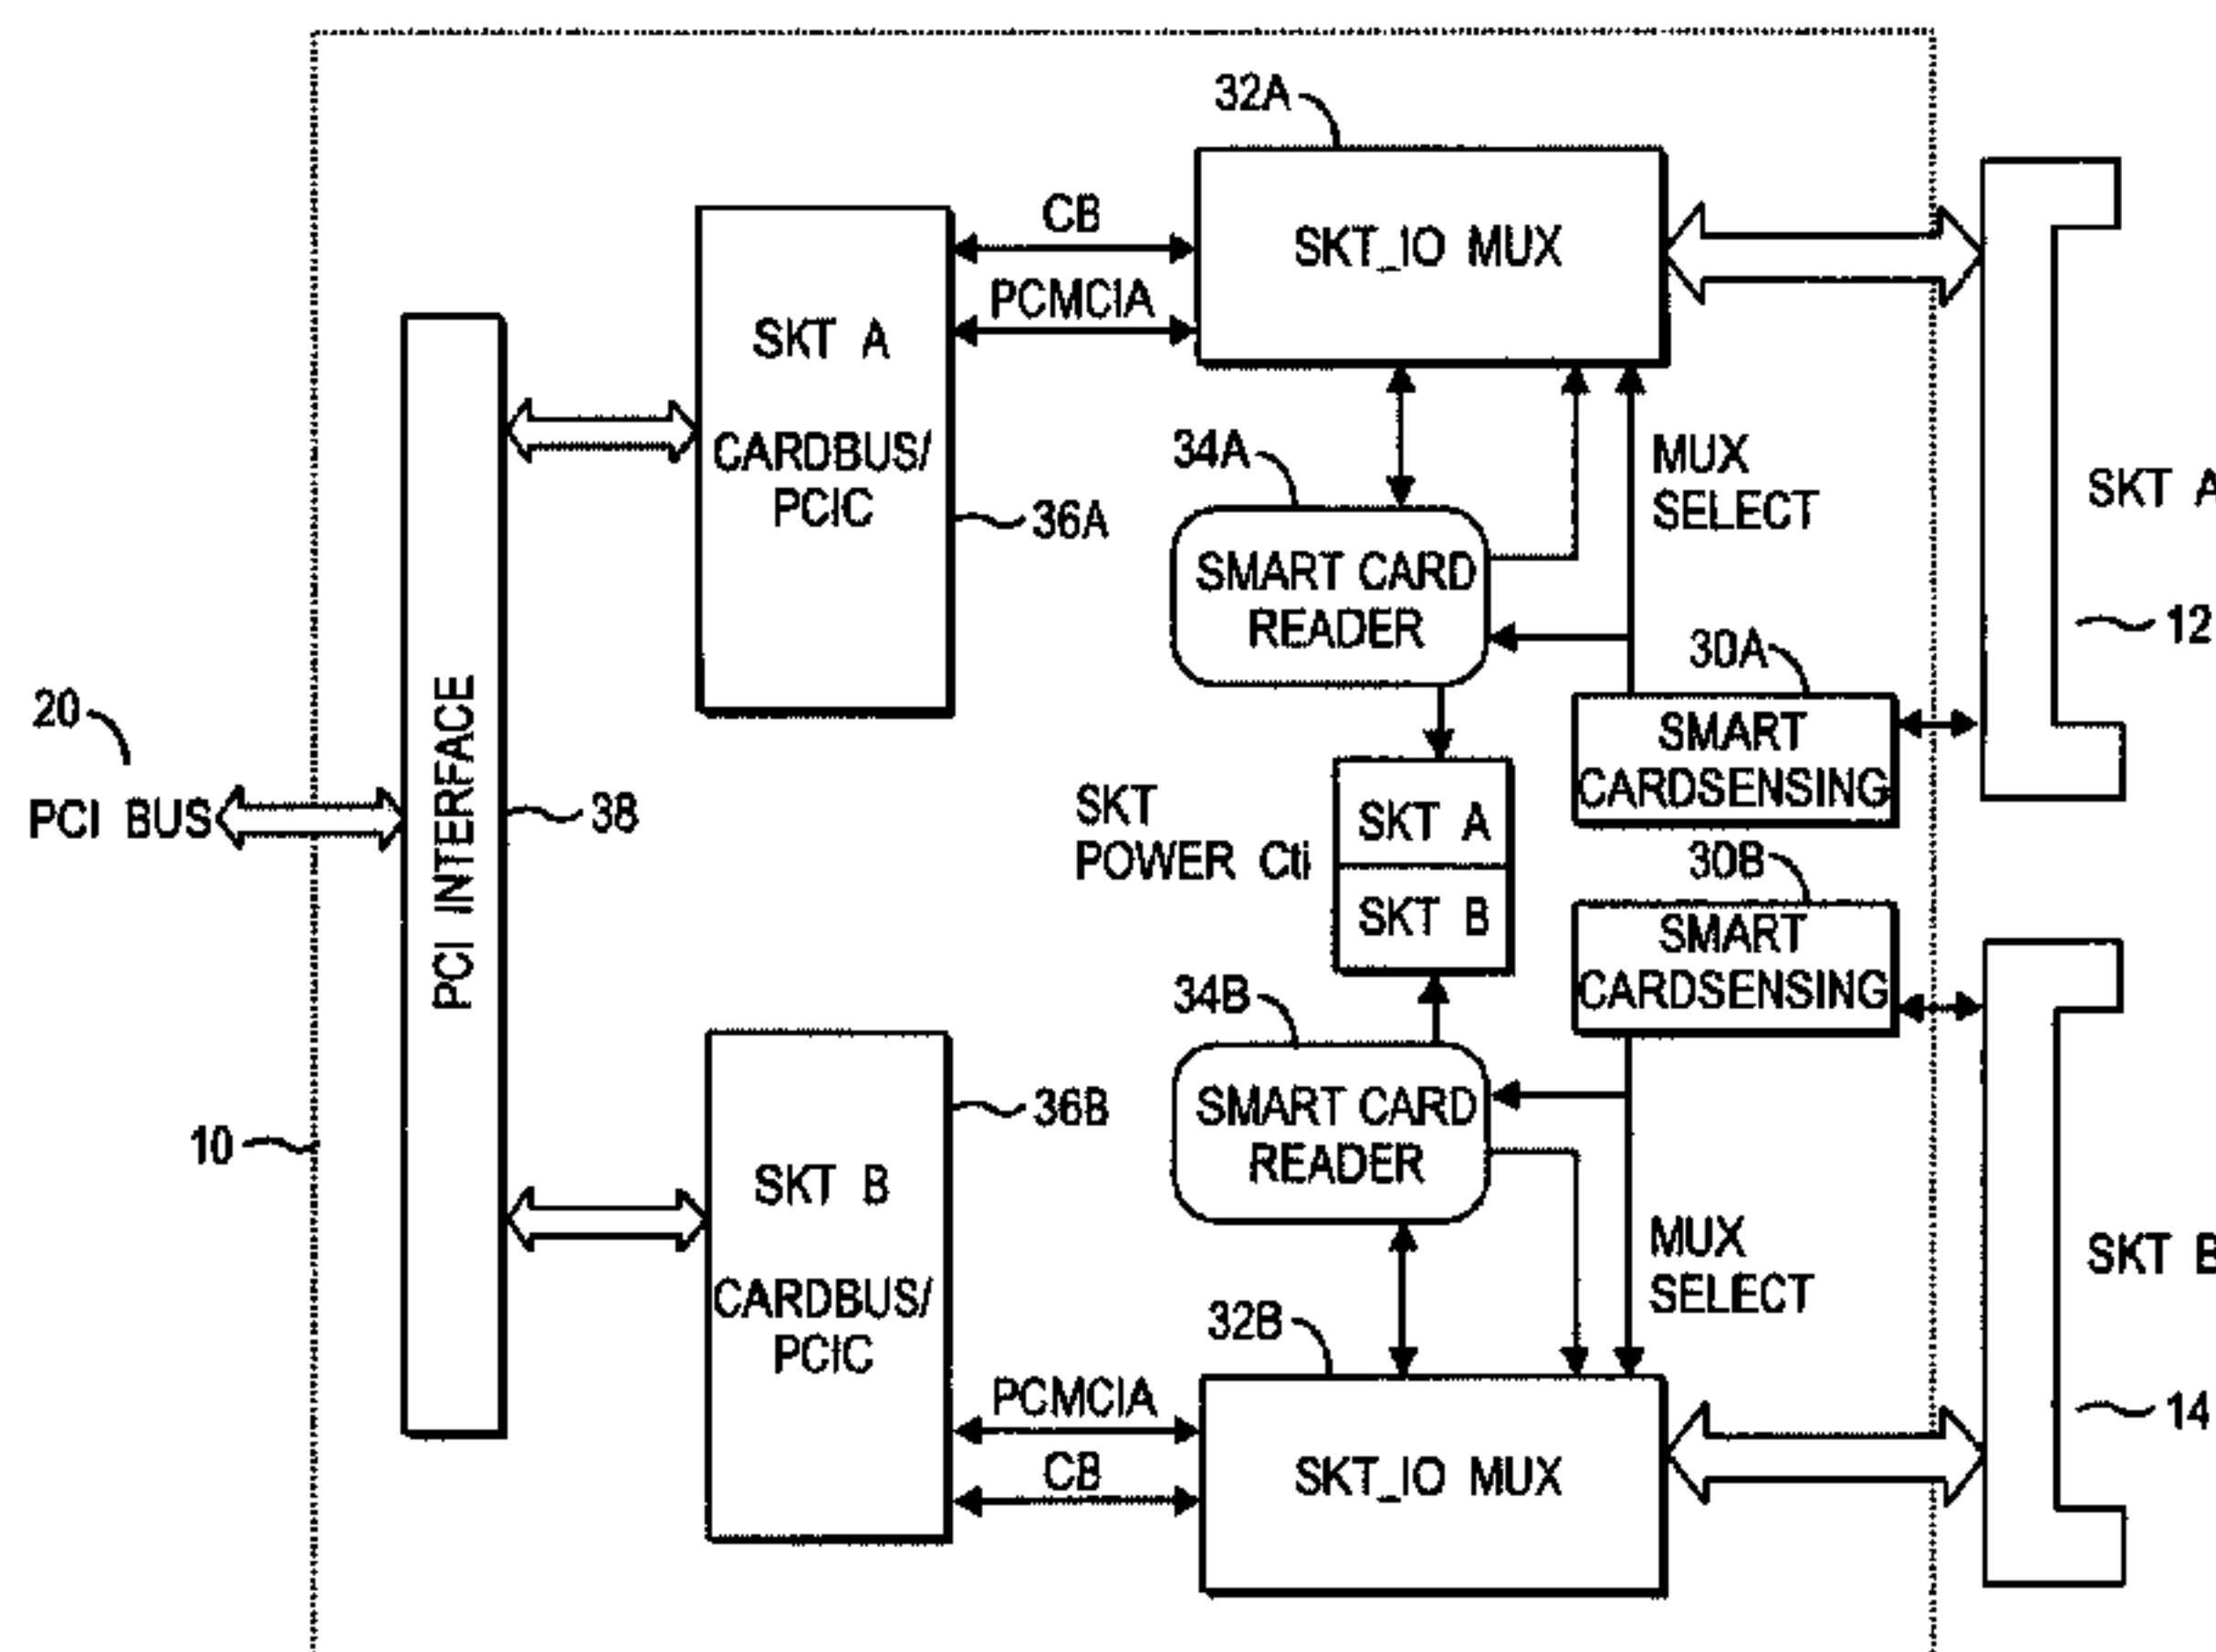 32A
CB
PCMCIA
SKT_IO MUX
SKT A
CARDBUS/
PCIC
36A
34A
SMART CARD
READER
MUX
SELECT
SKT A
12
30A
SMART
CARDSENSING
20
PCI BUS
PCI INTERFACE
38
SKT
POWER Cti
SKT A
SKT B
30B
SMART
CARDSENSING
10
36B
34B
SMART CARD
READER
SKT B
CARDBUS/
PCIC
MUX
SELECT
SKT B
14
32B
PCMCIA
CB
SKT_IO MUX